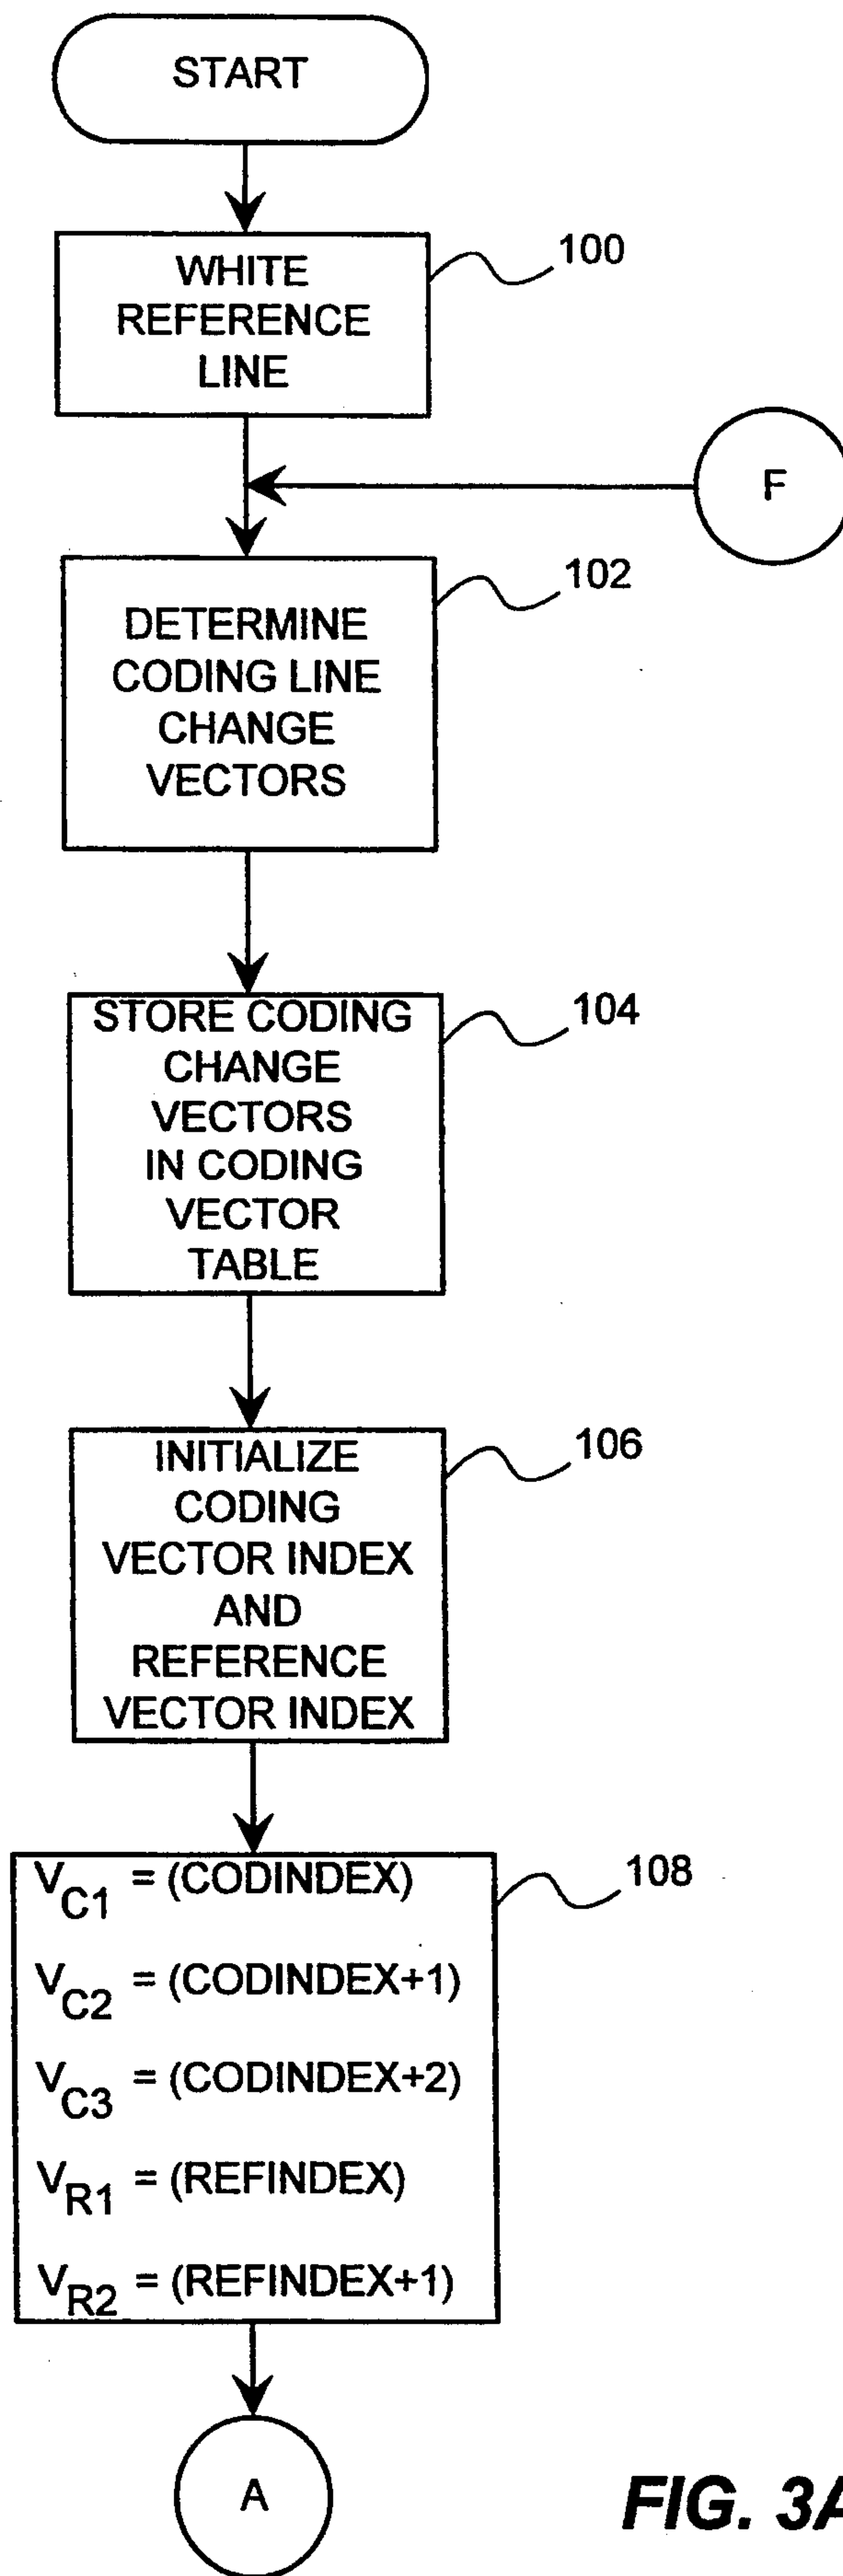 START
100
WHITE
REFERENCE
LINE
F
102
DETERMINE
CODING LINE
CHANGE
VECTORS
104
STORE CODING
CHANGE
VECTORS
IN CODING
VECTOR
TABLE
106
INITIALIZE
CODING
VECTOR INDEX
AND
REFERENCE
VECTOR INDEX
108
VC1 = (CODINDEX)
VC2 = (CODINDEX+1)
VC3 = (CODINDEX+2)
VR1 = (REFINDEX)
VR2 = (REFINDEX+1)
A
FIG. 3A